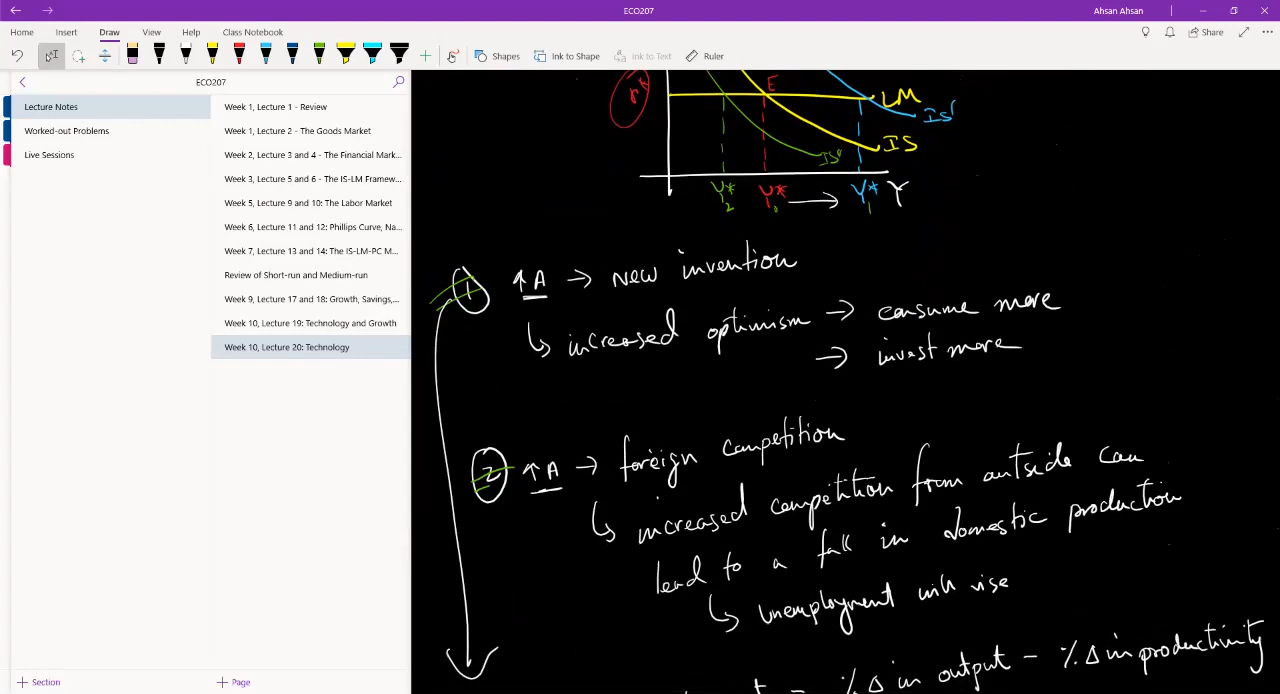 ECO207
Ahsan Ahsan
Home Insert Draw View Help Class Notebook
Share
Shapes Ink to Shape Ink to Text Ruler
ECO207
Lecture Notes
Worked-out Problems
Live Sessions
Week 1, Lecture 1 - Review
Week 1, Lecture 2 - The Goods Market
Week 2, Lecture 3 and 4 - The Financial Mark...
Week 3, Lecture 5 and 6 - The IS-LM Framew...
Week 5, Lecture 9 and 10: The Labor Market
Week 6, Lecture 11 and 12: Phillips Curve, Na...
Week 7, Lecture 13 and 14: The IS-LM-PC M...
Review of Short-run and Medium-run
Week 9, Lecture 17 and 18: Growth, Savings,...
Week 10, Lecture 19: Technology and Growth
Week 10, Lecture 20: Technology
+ Section
+ Page
r* E LM IS'
IS
IS''
Y₂* Y₀* → Y₁* Y
① ↑A → new invention
↳ increased optimism → consume more
→ invest more
② ↑A → foreign competition
↳ increased competition from outside can
lead to a fall in domestic production
↳ unemployment will rise
% Δ in output - % Δ in productivity